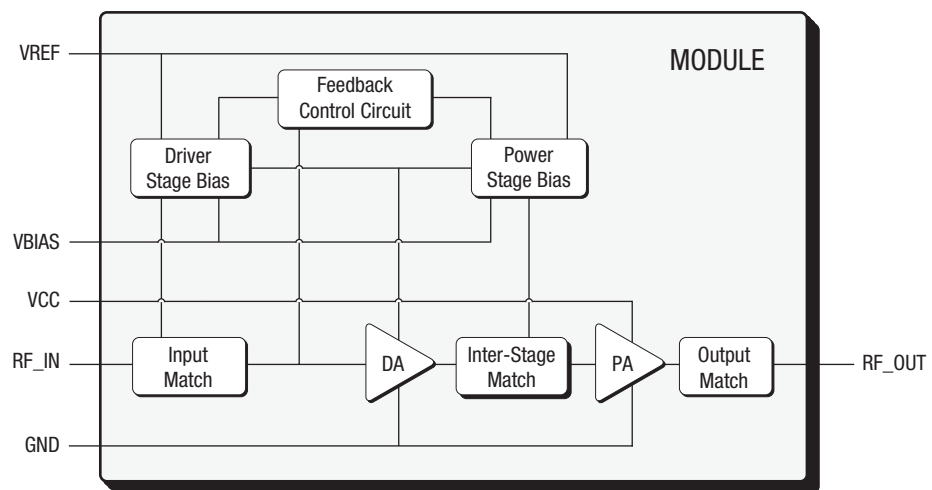 VREF
MODULE
Feedback
Control Circuit
Driver
Stage Bias
Power
Stage Bias
VBIAS
VCC
RF_IN
Input
Match
DA
Inter-Stage
Match
PA
Output
Match
RF_OUT
GND